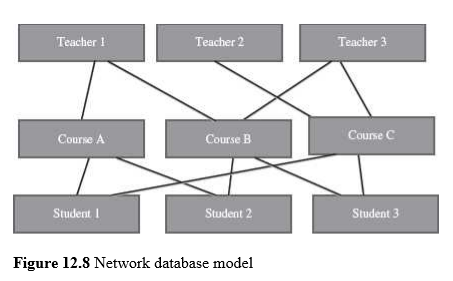 Teacher 1
Teacher 2
Teacher 3
Course A
Course B
Course C
Student 1
Student 2
Student 3
Figure 12.8 Network database model